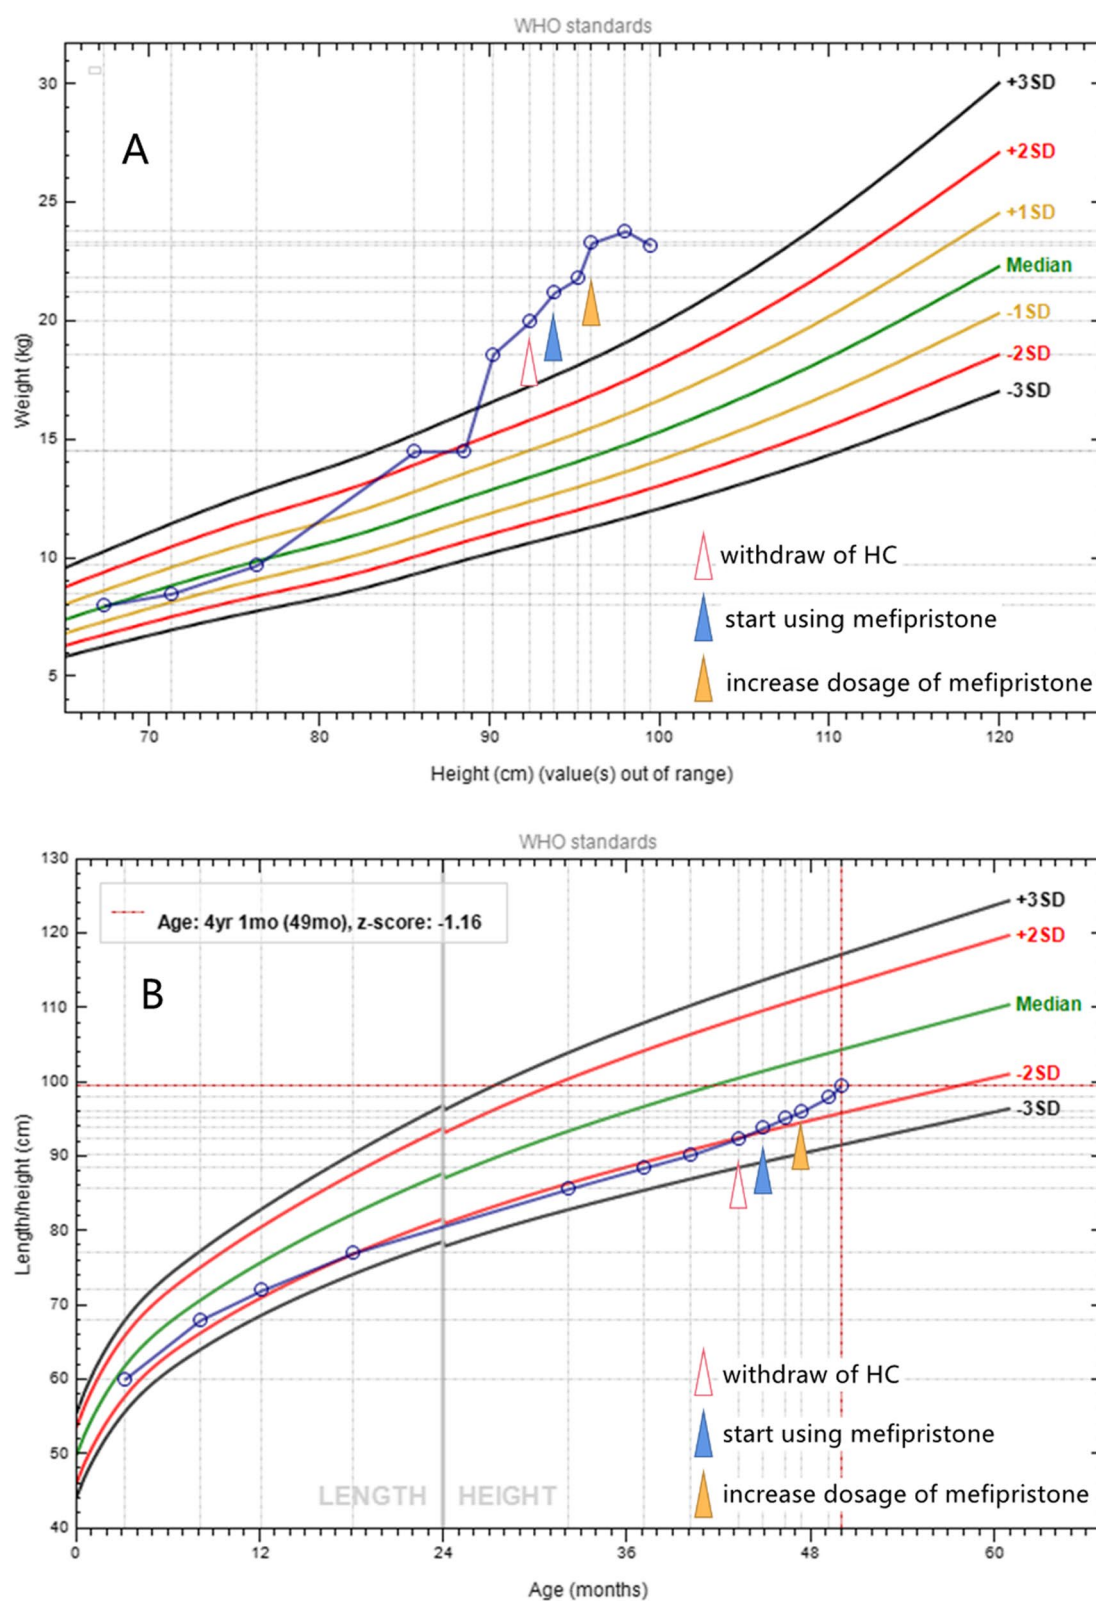 WHO standards
A
30
25
20
15
10
5
Weight (kg)
+3SD
+2SD
+1SD
Median
-1SD
-2SD
-3SD
withdraw of HC
start using mefipristone
increase dosage of mefipristone
70 80 90 100 110 120
Height (cm) (value(s) out of range)
WHO standards
Age: 4yr 1mo (49mo), z-score: -1.16
B
130
120
110
100
90
80
70
60
50
40
Length/height (cm)
+3SD
+2SD
Median
-2SD
-3SD
withdraw of HC
start using mefipristone
increase dosage of mefipristone
LENGTH HEIGHT
0 12 24 36 48 60
Age (months)